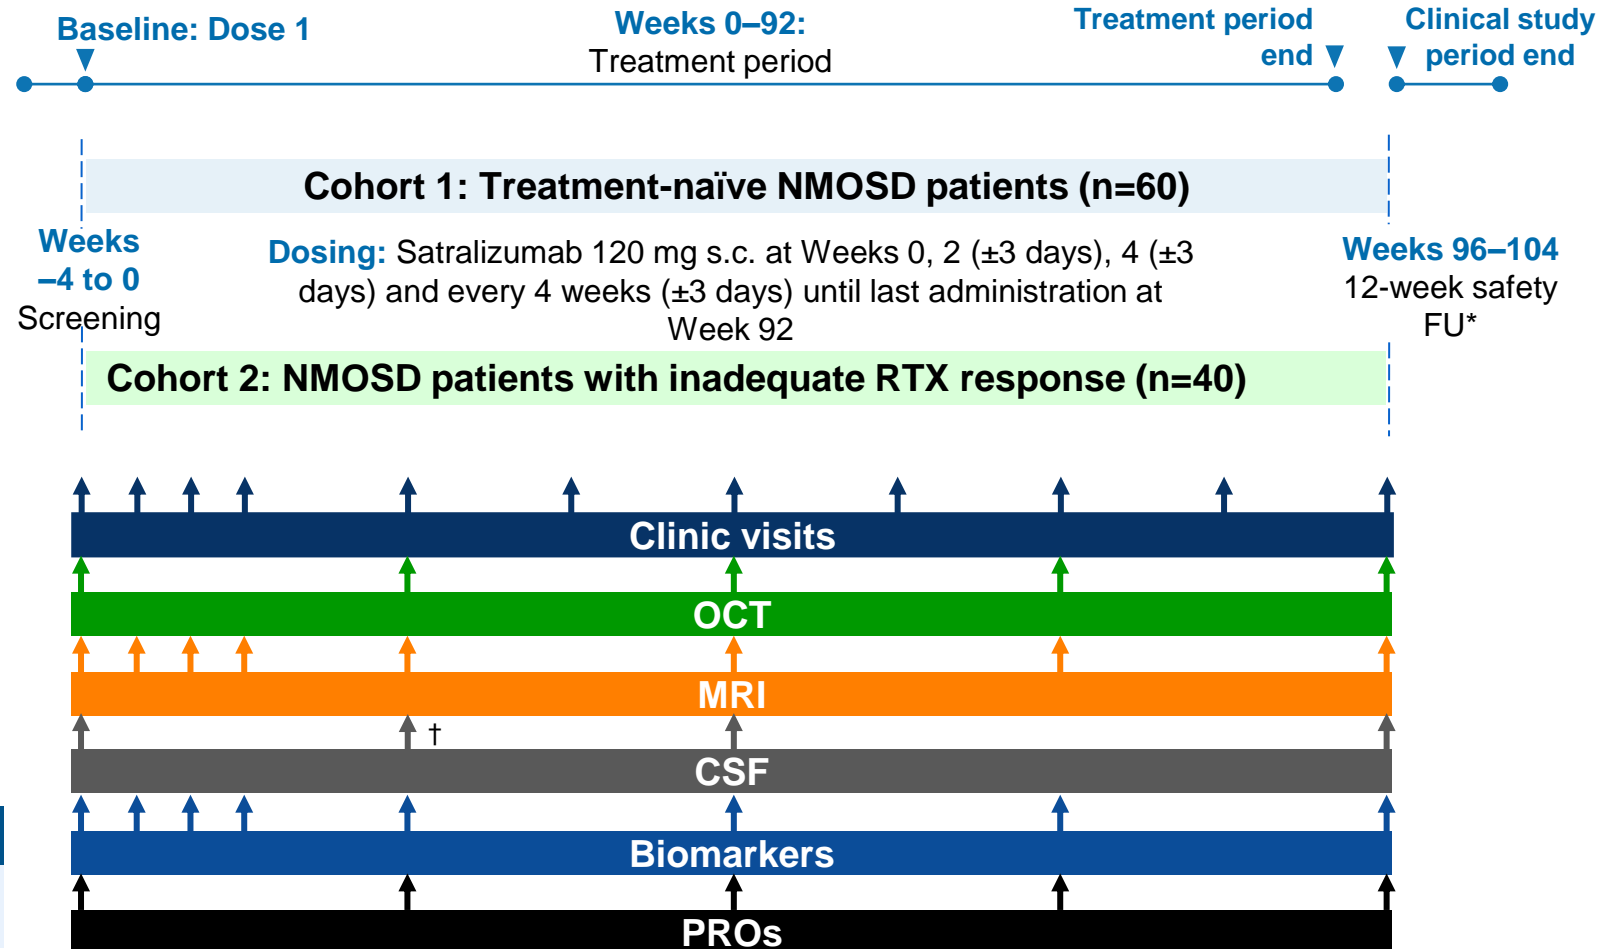 Baseline: Dose 1
Weeks 0–92:
Treatment period
Treatment period
end
Clinical study
period end
Cohort 1: Treatment-naïve NMOSD patients (n=60)
Weeks
–4 to 0
Screening
Dosing: Satralizumab 120 mg s.c. at Weeks 0, 2 (±3 days), 4 (±3
days) and every 4 weeks (±3 days) until last administration at
Week 92
Weeks 96–104
12-week safety
FU*
Cohort 2: NMOSD patients with inadequate RTX response (n=40)
Clinic visits
OCT
MRI
†
CSF
Biomarkers
PROs